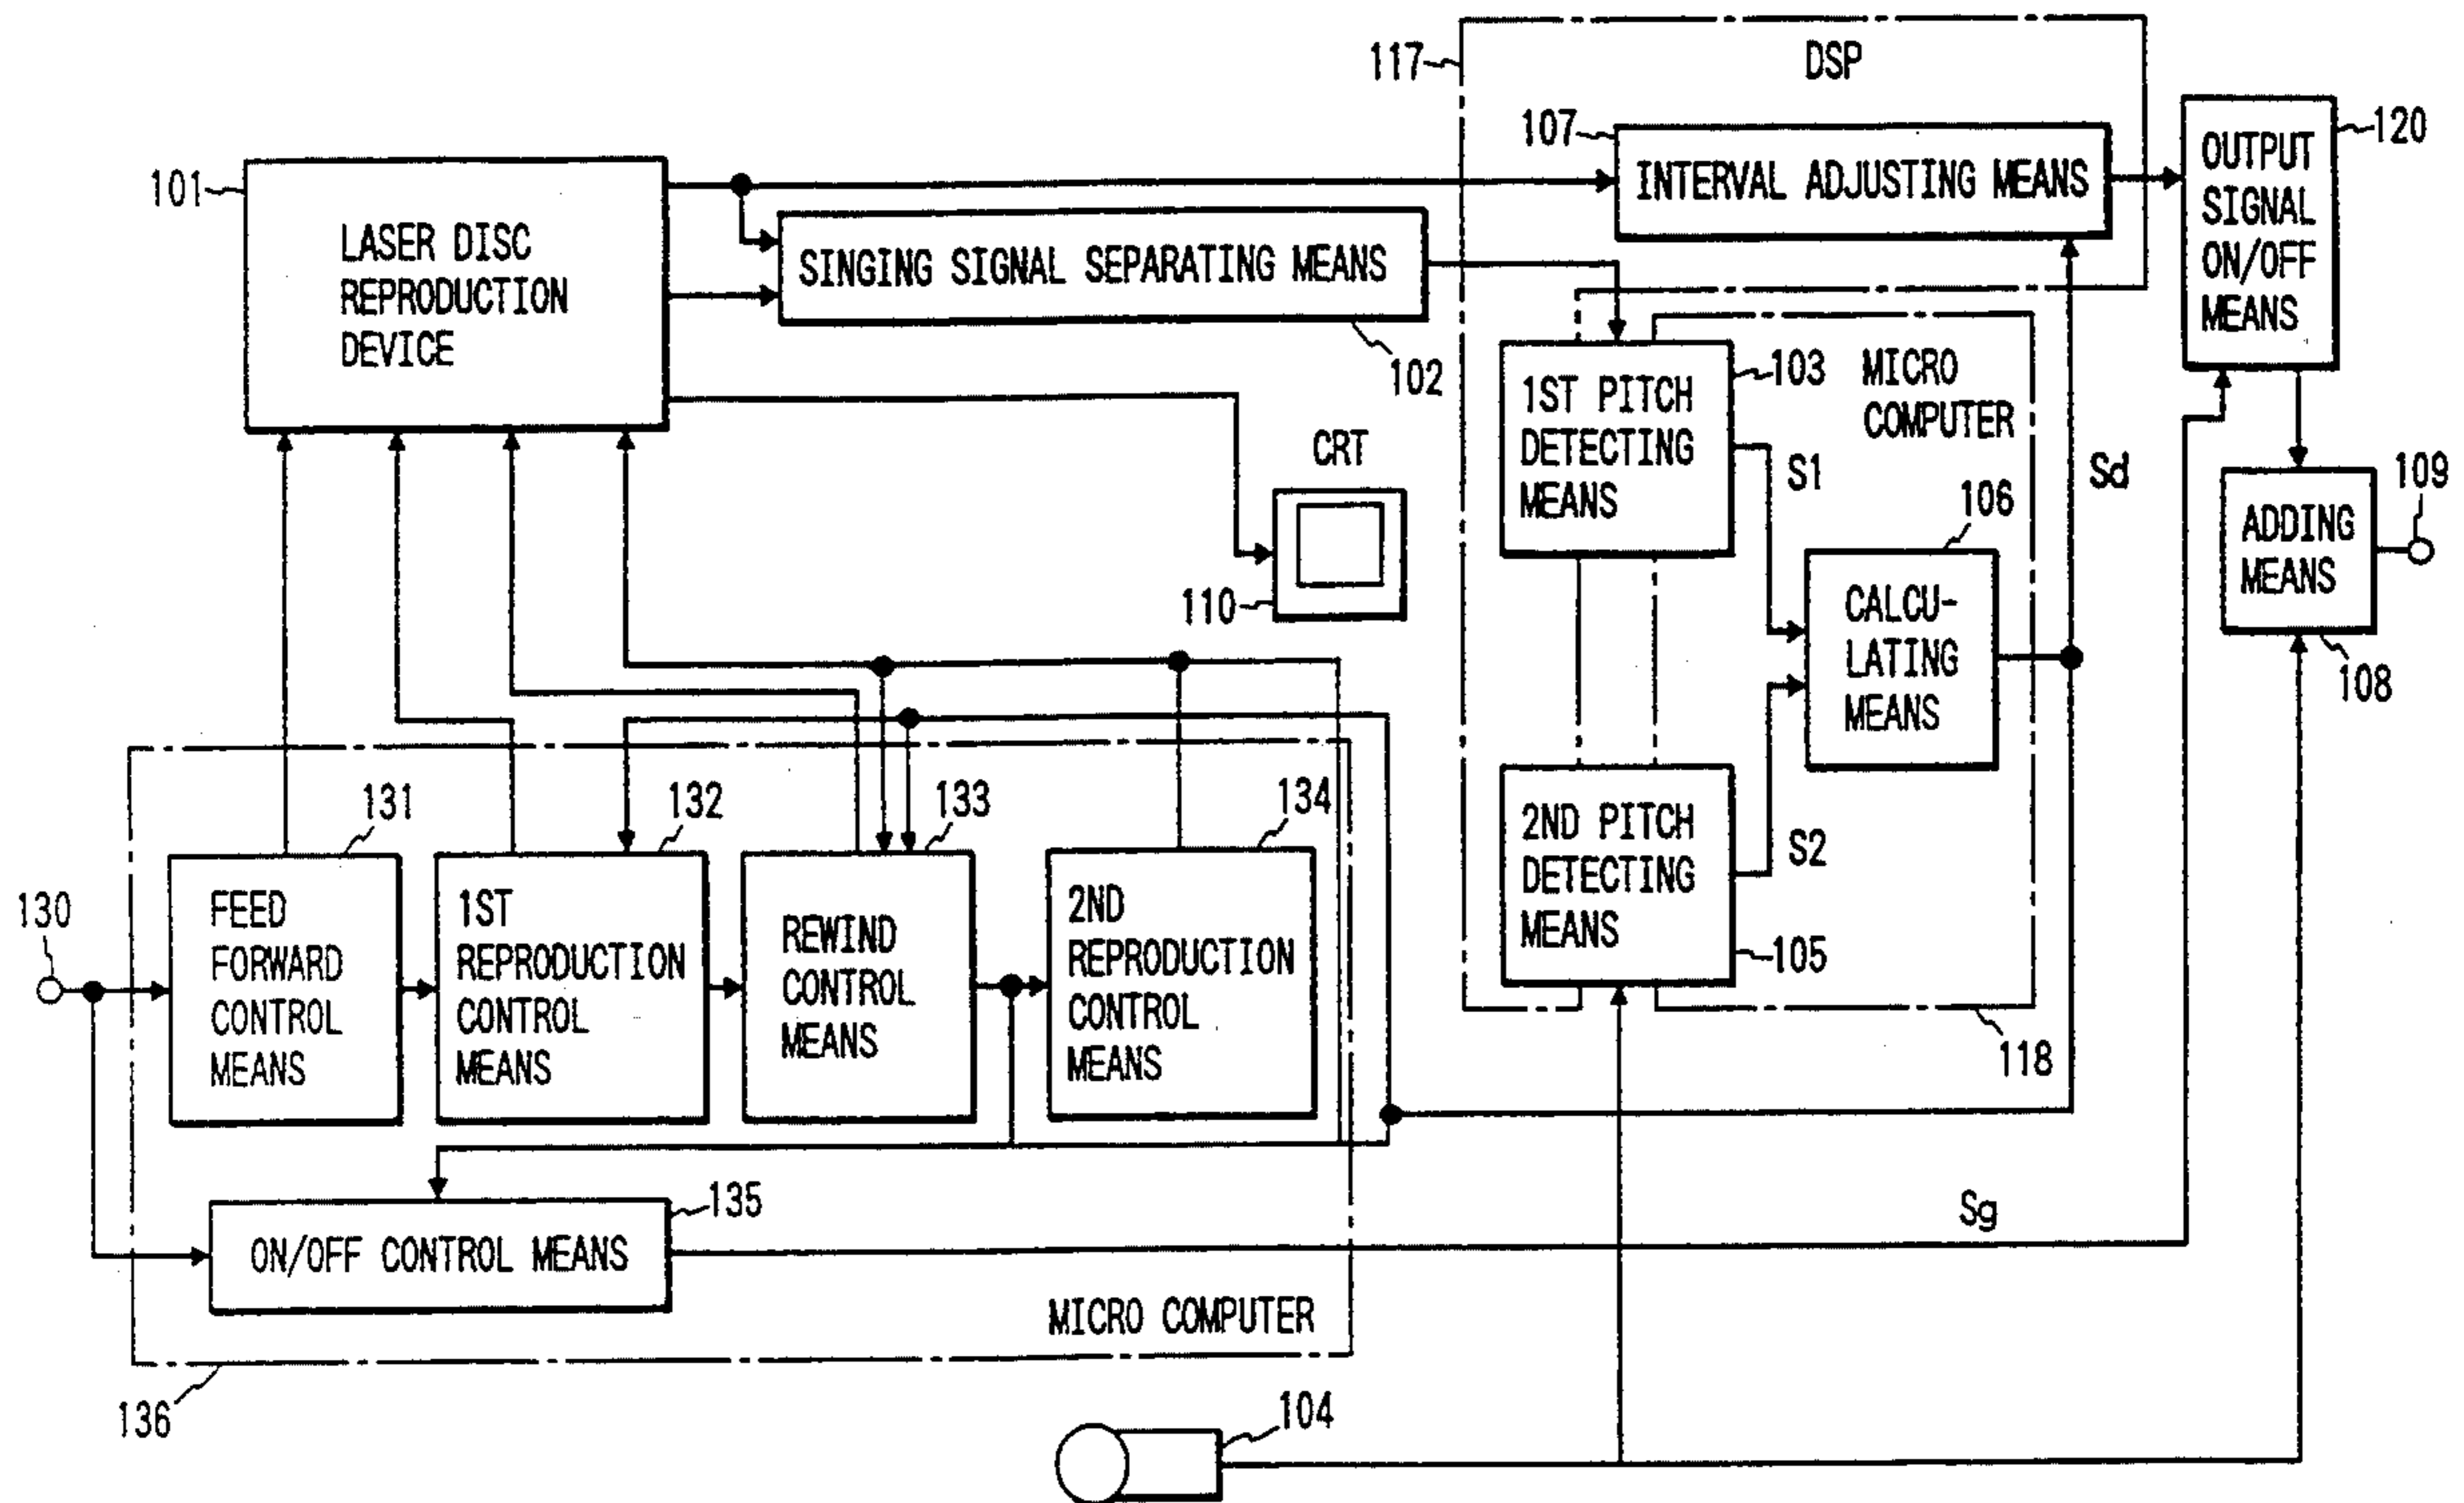 117
DSP
107
INTERVAL ADJUSTING MEANS
120
OUTPUT
SIGNAL
ON/OFF
MEANS
101
LASER DISC
REPRODUCTION
DEVICE
SINGING SIGNAL SEPARATING MEANS
102
103
1ST PITCH
DETECTING
MEANS
MICRO
COMPUTER
S1
Sd
CRT
110
106
CALCU-
LATING
MEANS
109
ADDING
MEANS
108
2ND PITCH
DETECTING
MEANS
S2
105
118
130
131
FEED
FORWARD
CONTROL
MEANS
132
1ST
REPRODUCTION
CONTROL
MEANS
133
REWIND
CONTROL
MEANS
134
2ND
REPRODUCTION
CONTROL
MEANS
135
ON/OFF CONTROL MEANS
Sg
MICRO COMPUTER
136
104